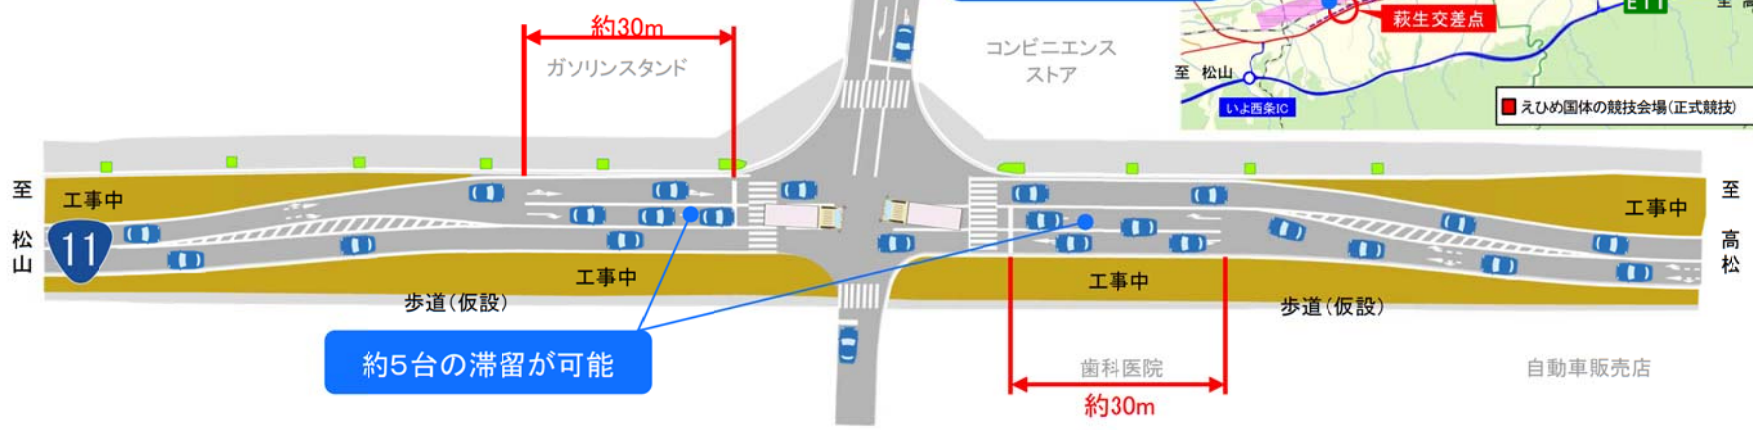 約30m
ガソリンスタンド
コンビニエンス
ストア
萩生交差点
E11
至
至 松山
いよ西条IC
えひめ国体の競技会場(正式競技)
至
松
山
11
工事中
工事中
至
高
松
工事中
工事中
歩道(仮設)
歩道(仮設)
約5台の滞留が可能
歯科医院
自動車販売店
約30m